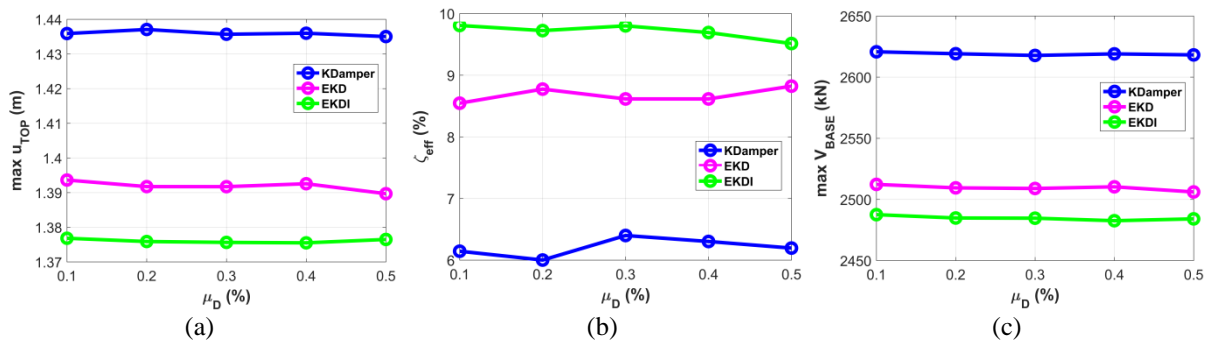 1.44
1.43
1.42
1.41
1.4
1.39
1.38
1.37
max u_TOP (m)
KDamper
EKD
EKDI
0.1 0.2 0.3 0.4 0.5
μ_D (%)
(a)
10
9
8
7
6
ζ_eff (%)
KDamper
EKD
EKDI
0.1 0.2 0.3 0.4 0.5
μ_D (%)
(b)
2650
2600
2550
2500
2450
max V_BASE (kN)
KDamper
EKD
EKDI
0.1 0.2 0.3 0.4 0.5
μ_D (%)
(c)